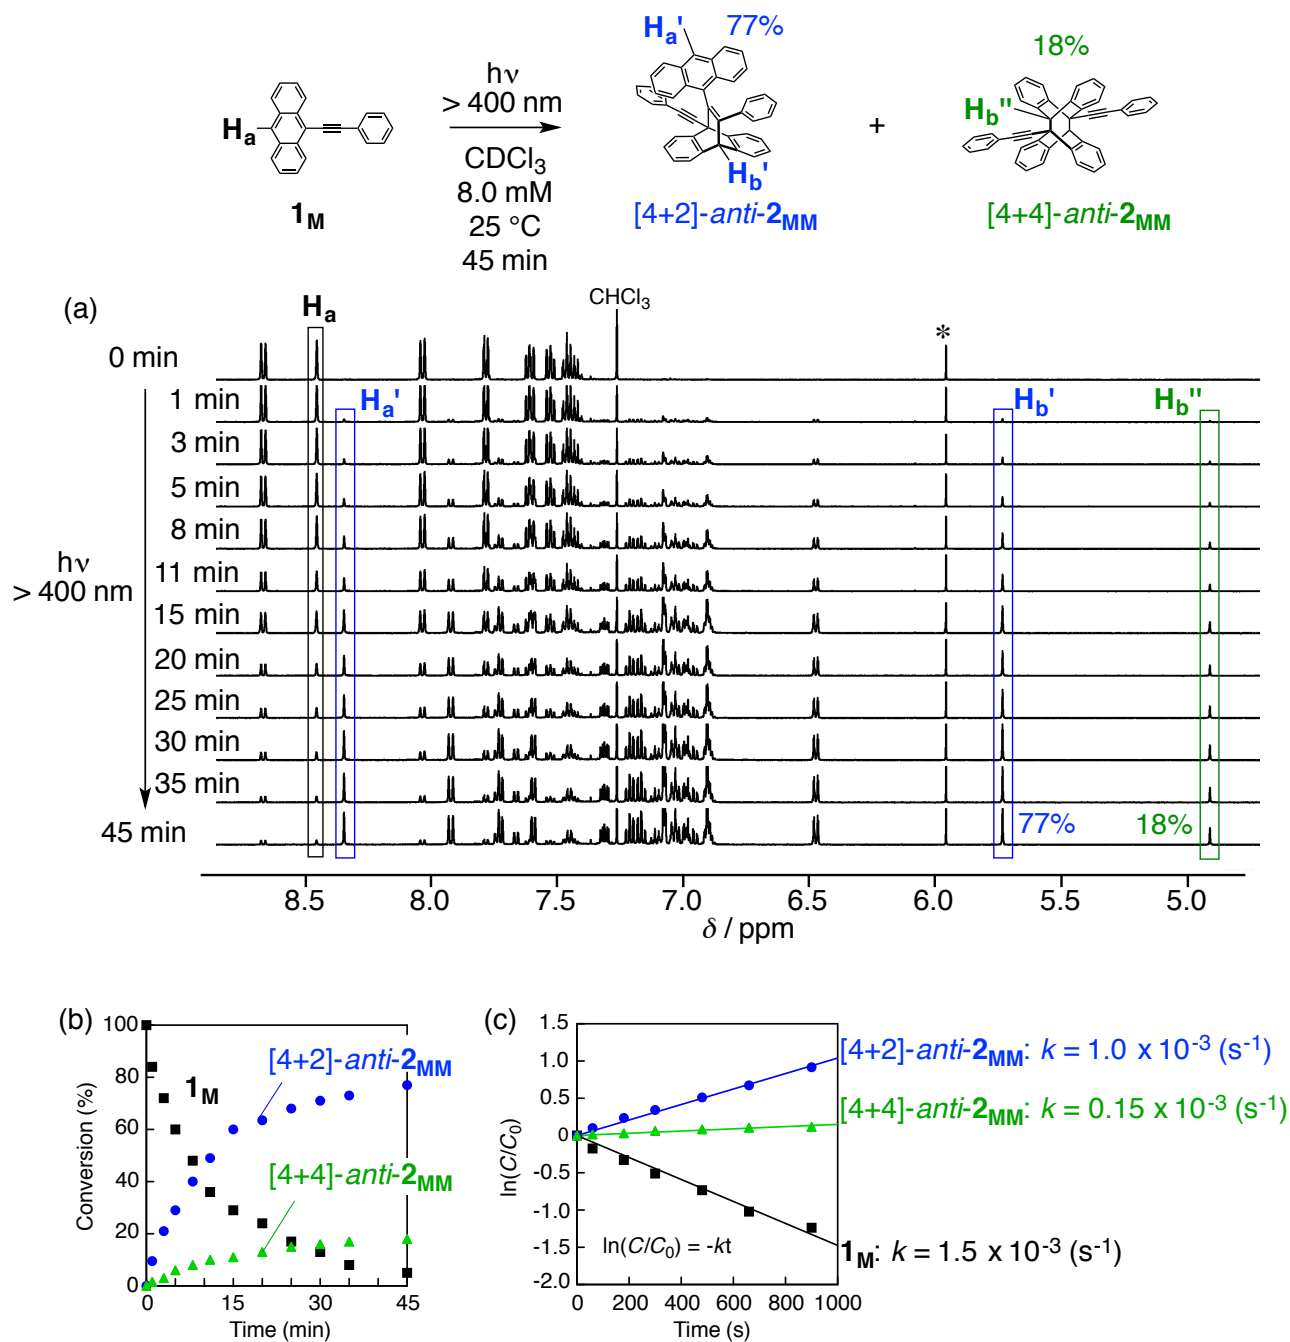 hν
> 400 nm
CDCl3
8.0 mM
25 °C
45 min
Ha
1M
Ha'
77%
Hb'
[4+2]-anti-2MM
+
18%
Hb''
[4+4]-anti-2MM
(a)
Ha
CHCl3
*
0 min
1 min
Ha'
Hb'
Hb''
3 min
5 min
8 min
hν
> 400 nm
11 min
15 min
20 min
25 min
30 min
35 min
45 min
77%
18%
8.5 8.0 7.5 7.0 6.5 6.0 5.5 5.0
δ / ppm
(b)
100
80
60
40
20
0
Conversion (%)
1M
[4+2]-anti-2MM
[4+4]-anti-2MM
0 15 30 45
Time (min)
(c)
1.5
1.0
0.5
0
-0.5
-1.0
-1.5
-2.0
ln(C/C0)
ln(C/C0) = -kt
0 200 400 600 800 1000
Time (s)
[4+2]-anti-2MM: k = 1.0 x 10-3 (s-1)
[4+4]-anti-2MM: k = 0.15 x 10-3 (s-1)
1M: k = 1.5 x 10-3 (s-1)